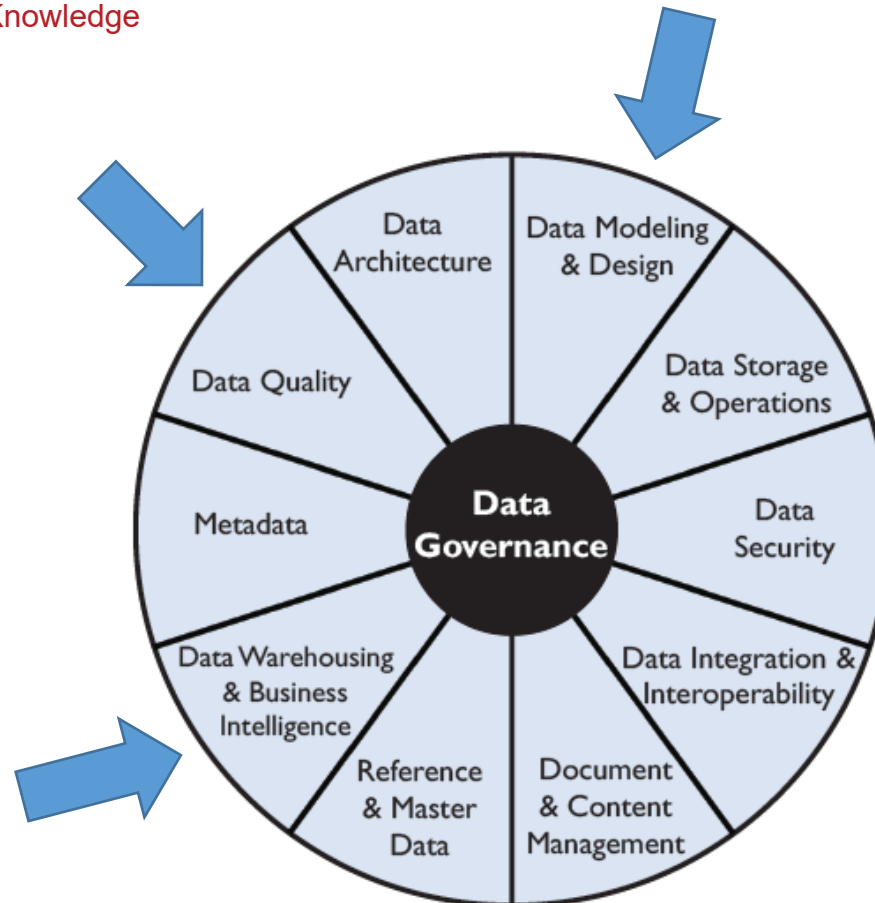 Knowledge
Data
Architecture
Data Modeling
& Design
Data Quality
Data Storage
& Operations
Metadata
Data
Governance
Data
Security
Data Warehousing
& Business
Intelligence
Data Integration &
Interoperability
Reference
& Master
Data
Document
& Content
Management